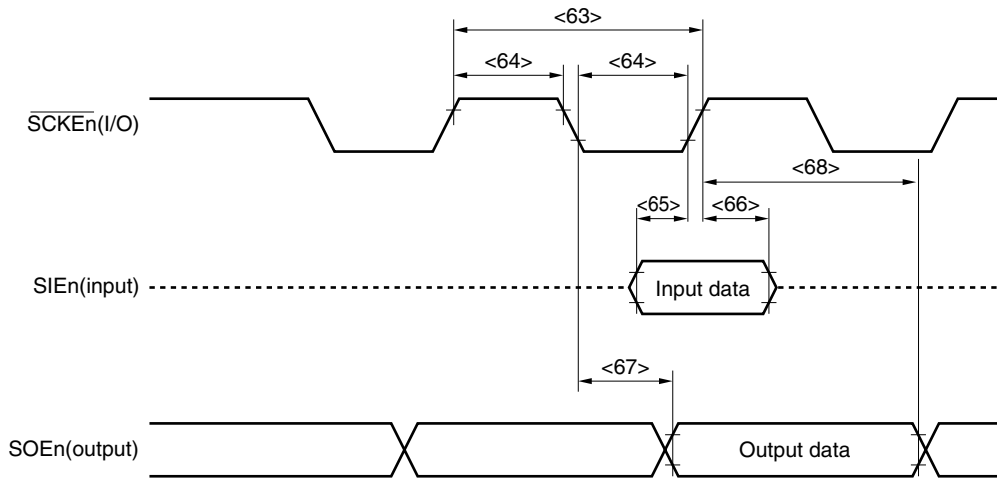 <63>
<64> <64>
SCKEn(I/O)
<68>
<65> <66>
SIEn(input) Input data
<67>
SOEn(output) Output data